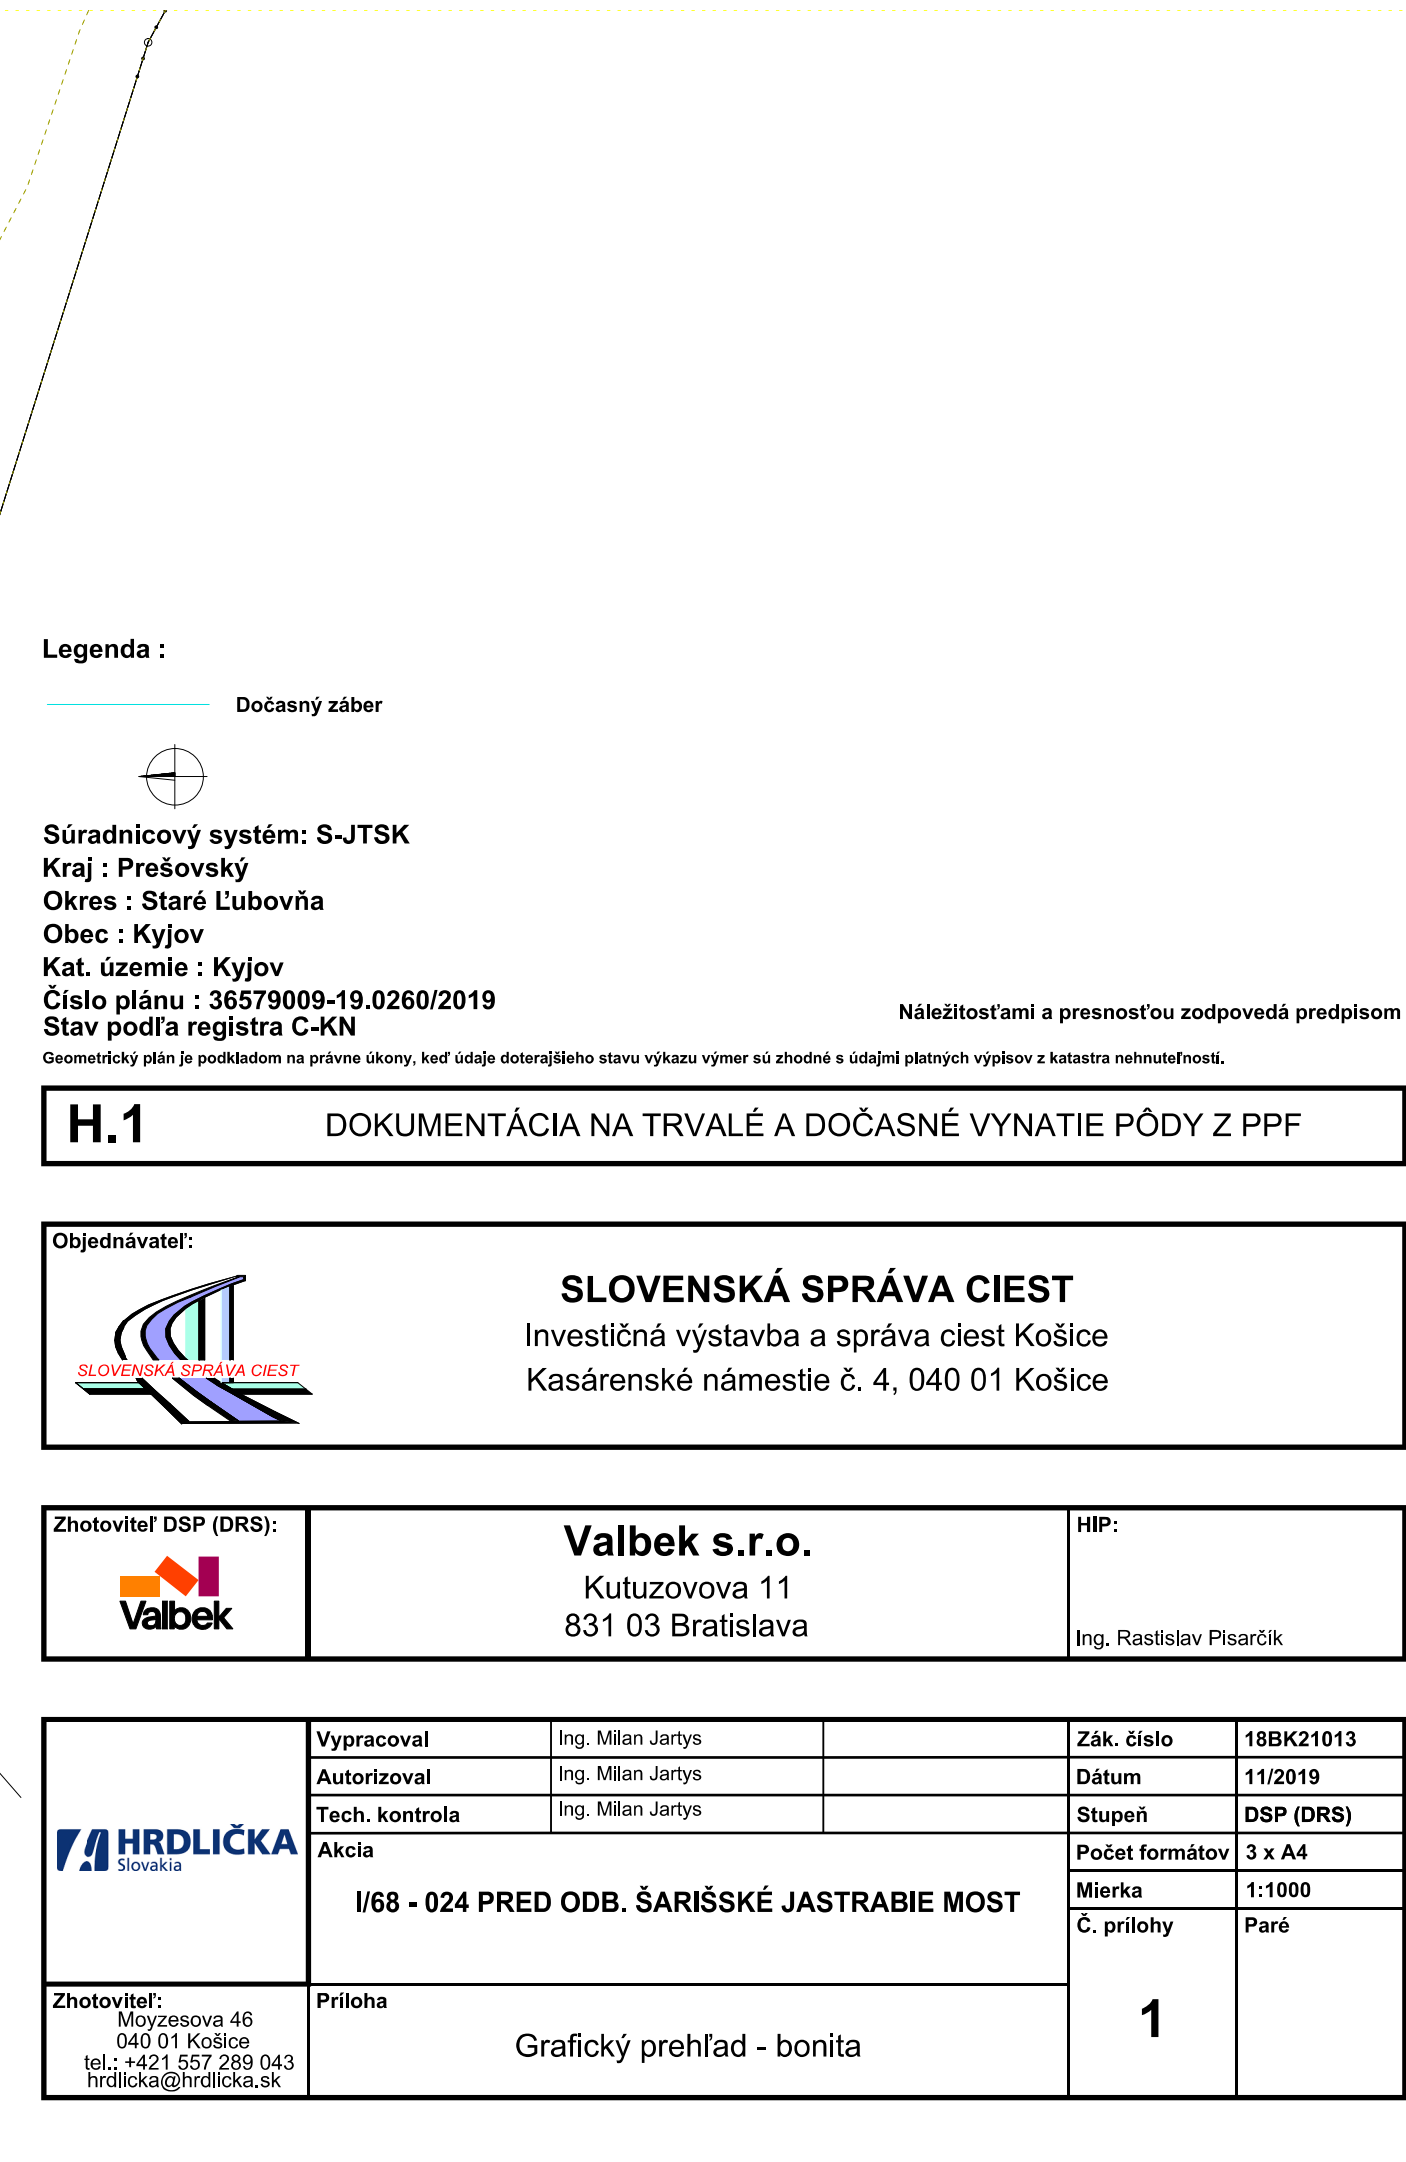 Legenda :
Dočasný záber
Súradnicový systém: S-JTSK
Kraj : Prešovský
Okres : Staré Ľubovňa
Obec : Kyjov
Kat. územie : Kyjov
Číslo plánu : 36579009-19.0260/2019
Stav podľa registra C-KN
Náležitosťami a presnosťou zodpovedá predpisom
Geometrický plán je podkladom na právne úkony, keď údaje doterajšieho stavu výkazu výmer sú zhodné s údajmi platných výpisov z katastra nehnuteľností.
H.1 DOKUMENTÁCIA NA TRVALÉ A DOČASNÉ VYNATIE PÔDY Z PPF
Objednávateľ:
SLOVENSKÁ SPRÁVA CIEST
SLOVENSKÁ SPRÁVA CIEST
Investičná výstavba a správa ciest Košice
Kasárenské námestie č. 4, 040 01 Košice
Zhotoviteľ DSP (DRS):
Valbek
Valbek s.r.o.
Kutuzovova 11
831 03 Bratislava
HIP:
Ing. Rastislav Pisarčík
HRDLIČKA
Slovakia
Vypracoval Ing. Milan Jartys
Autorizoval Ing. Milan Jartys
Tech. kontrola Ing. Milan Jartys
Akcia
I/68 - 024 PRED ODB. ŠARIŠSKÉ JASTRABIE MOST
Zák. číslo 18BK21013
Dátum 11/2019
Stupeň DSP (DRS)
Počet formátov 3 x A4
Mierka 1:1000
Č. prílohy Paré
1
Zhotoviteľ:
Moyzesova 46
040 01 Košice
tel.: +421 557 289 043
hrdlicka@hrdlicka.sk
Príloha
Grafický prehľad - bonita